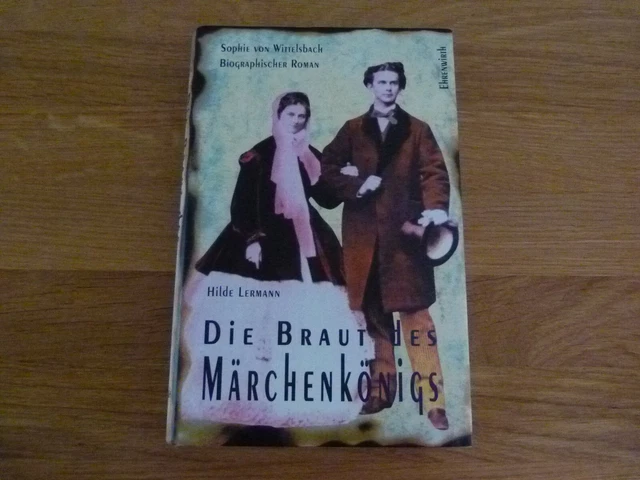 Sophie von Wittelsbach
Biographischer Roman
Ehrenwirth
Hilde Lermann
Die Braut des
Märchenkönigs